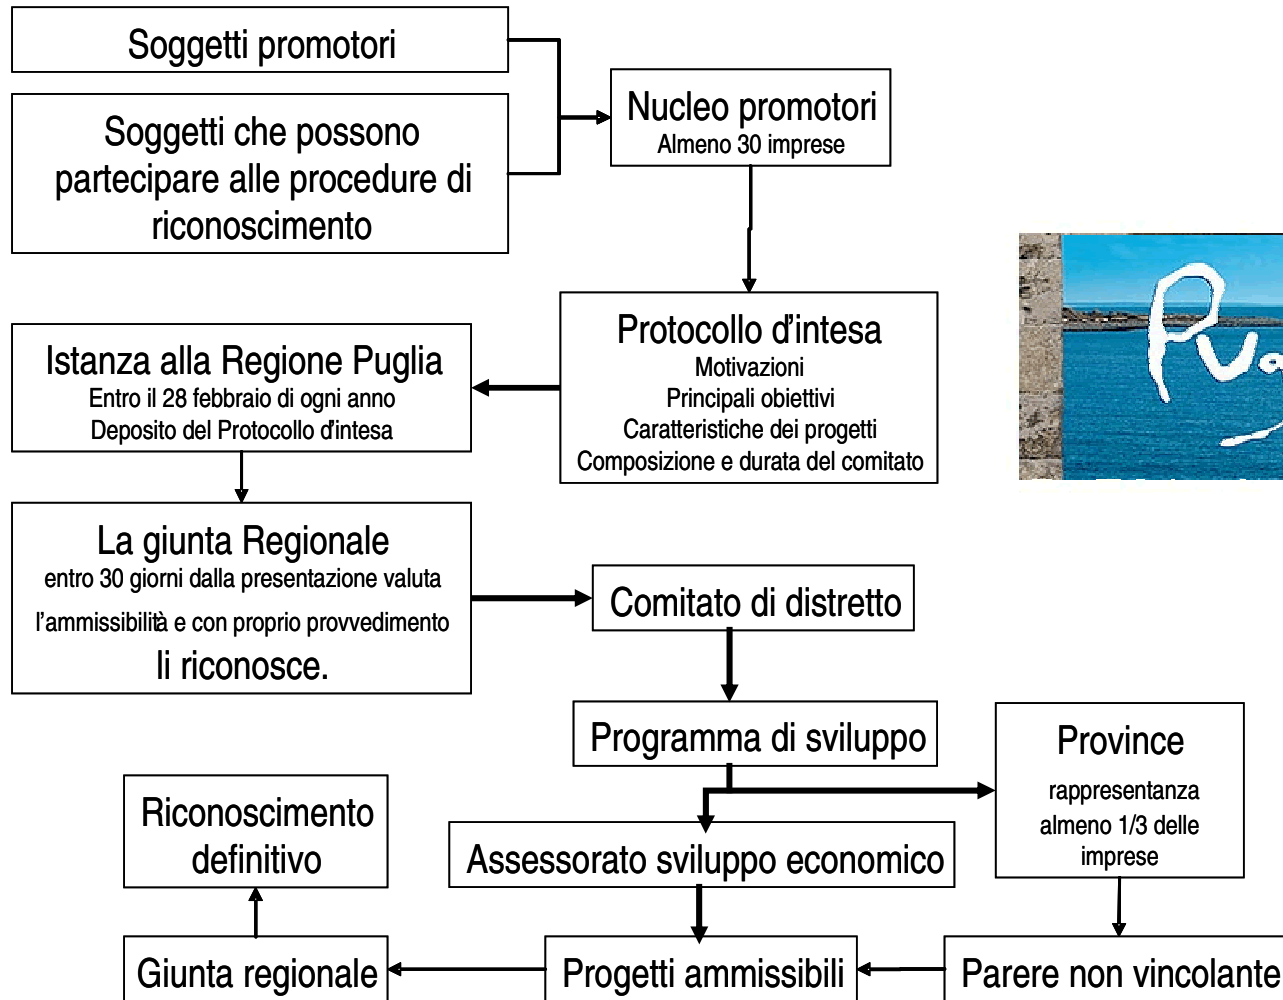 Soggetti promotori
Soggetti che possono
partecipare alle procedure di
riconoscimento
Nucleo promotori
Almeno 30 imprese
Protocollo d'intesa
Motivazioni
Principali obiettivi
Caratteristiche dei progetti
Composizione e durata del comitato
Istanza alla Regione Puglia
Entro il 28 febbraio di ogni anno
Deposito del Protocollo d'intesa
La giunta Regionale
entro 30 giorni dalla presentazione valuta
l'ammissibilità e con proprio provvedimento
li riconosce.
Comitato di distretto
Programma di sviluppo
Province
rappresentanza
almeno 1/3 delle
imprese
Assessorato sviluppo economico
Riconoscimento
definitivo
Giunta regionale
Progetti ammissibili
Parere non vincolante